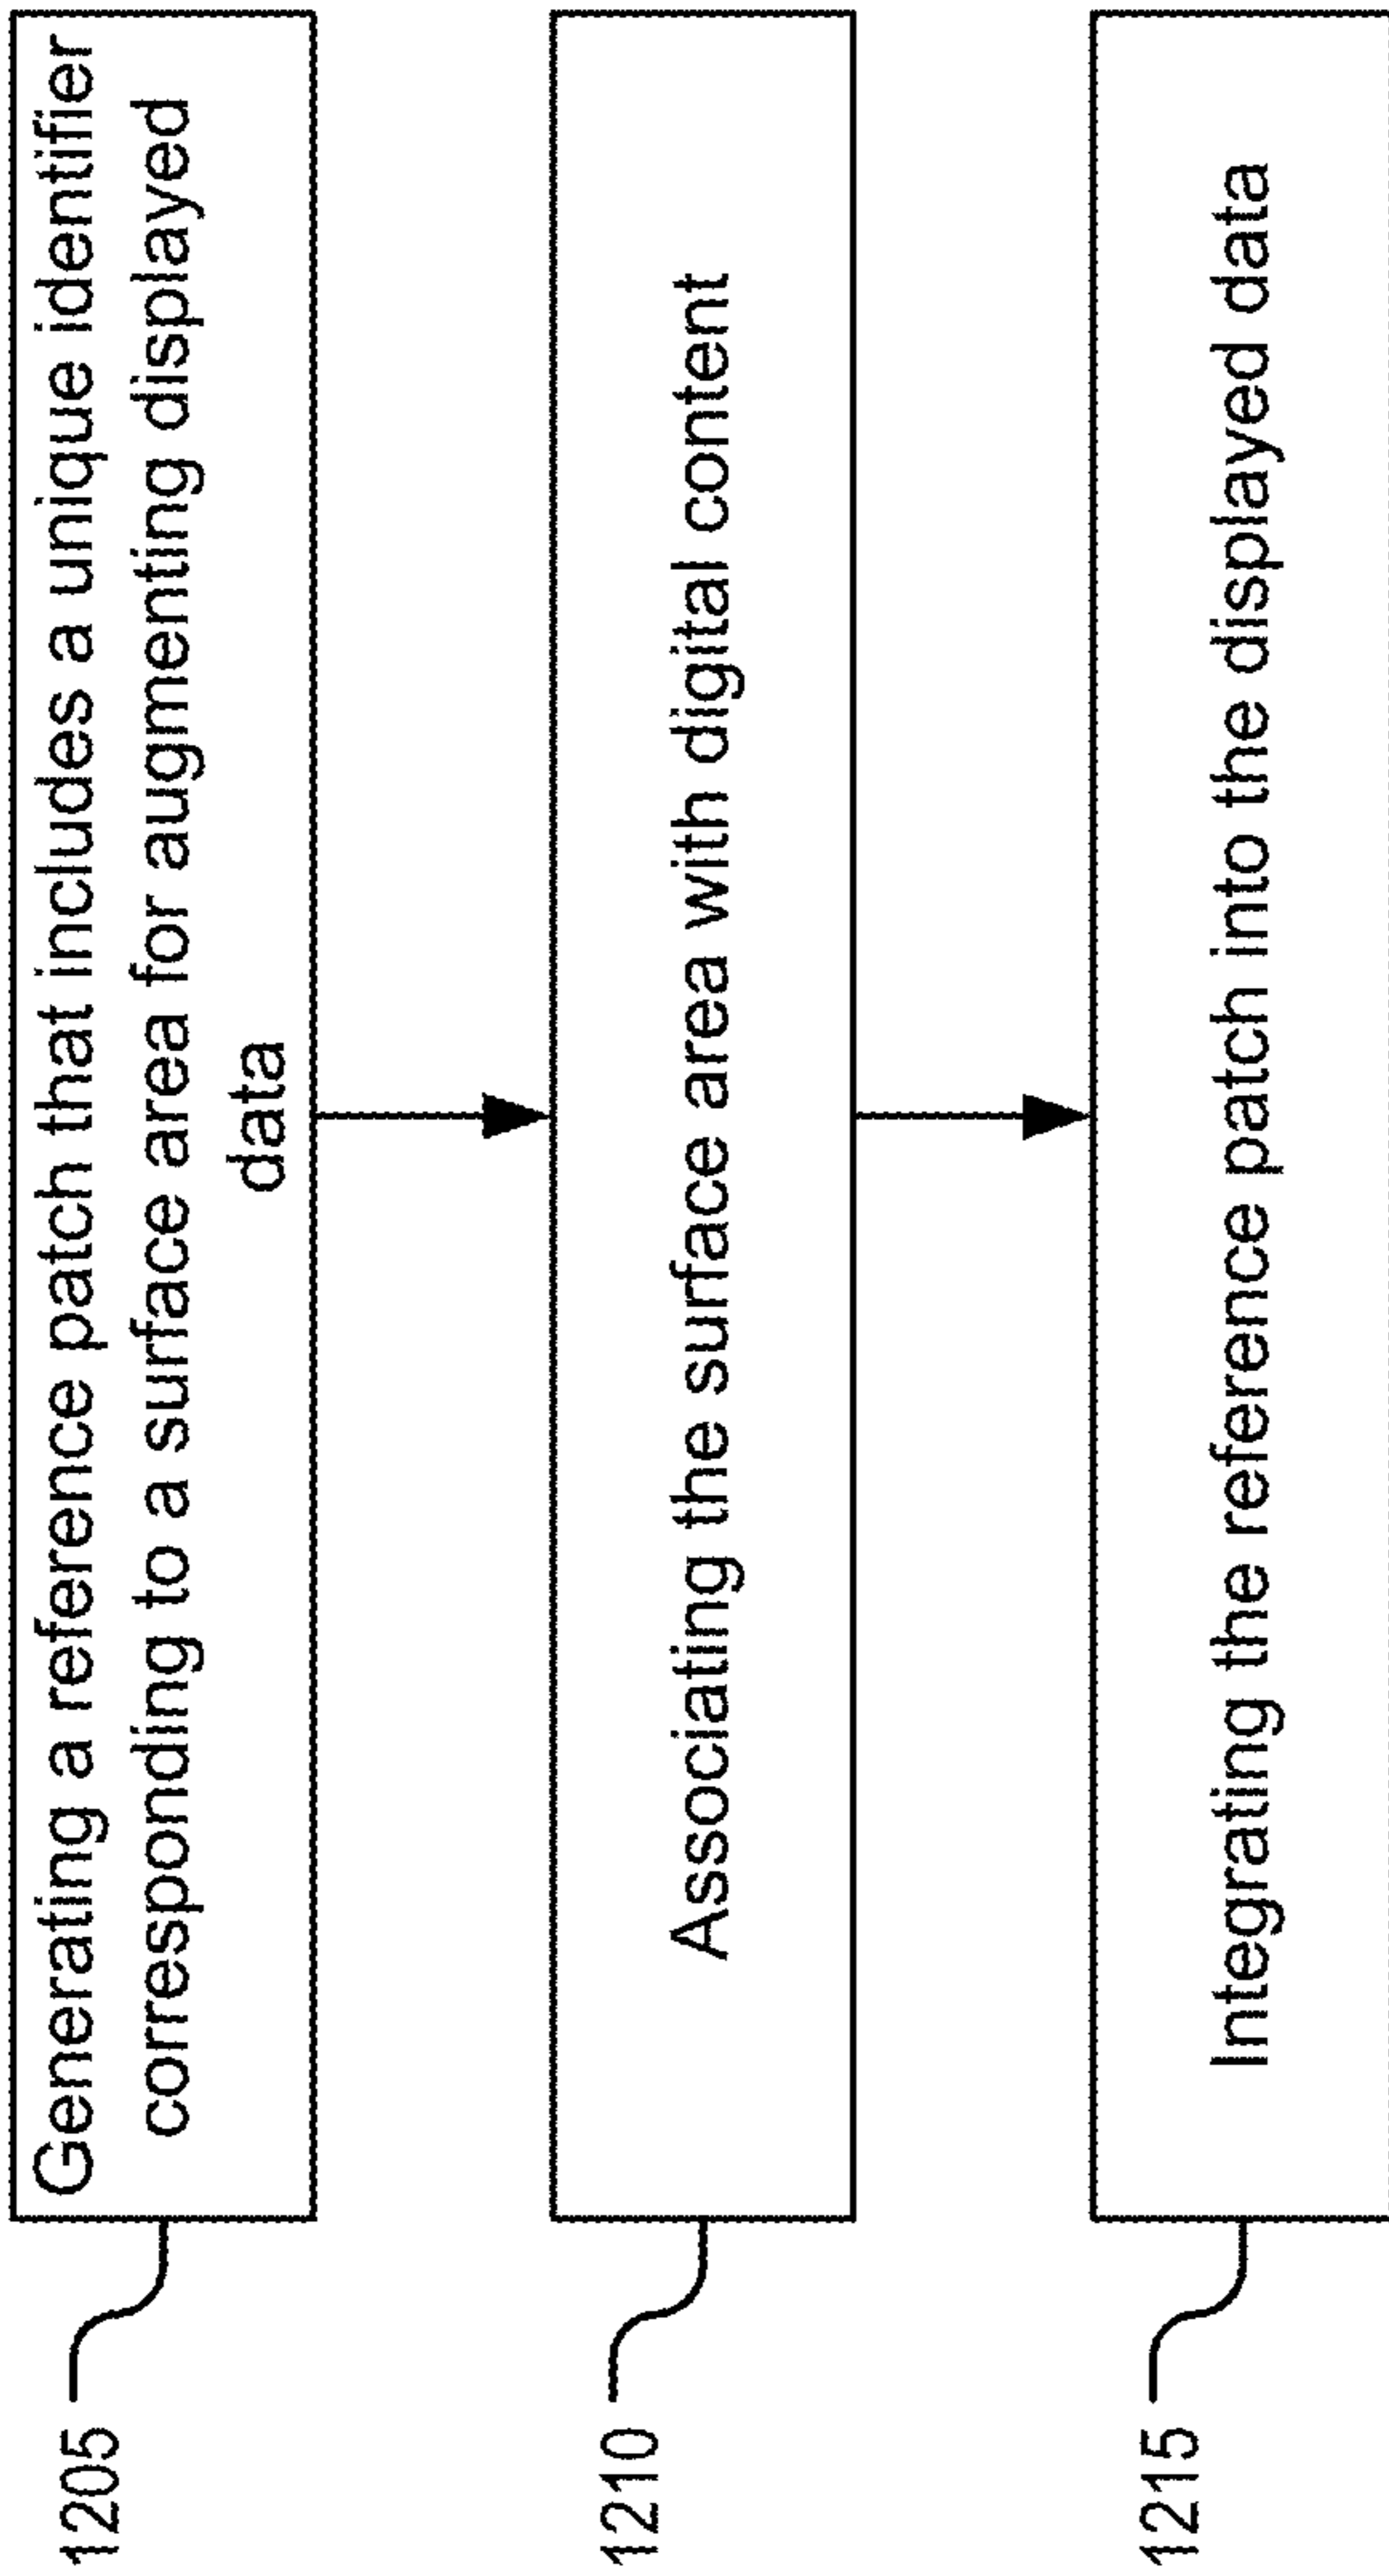 1205
Generating a reference patch that includes a unique identifier
corresponding to a surface area for augmenting displayed
data
1210
Associating the surface area with digital content
1215
Integrating the reference patch into the displayed data